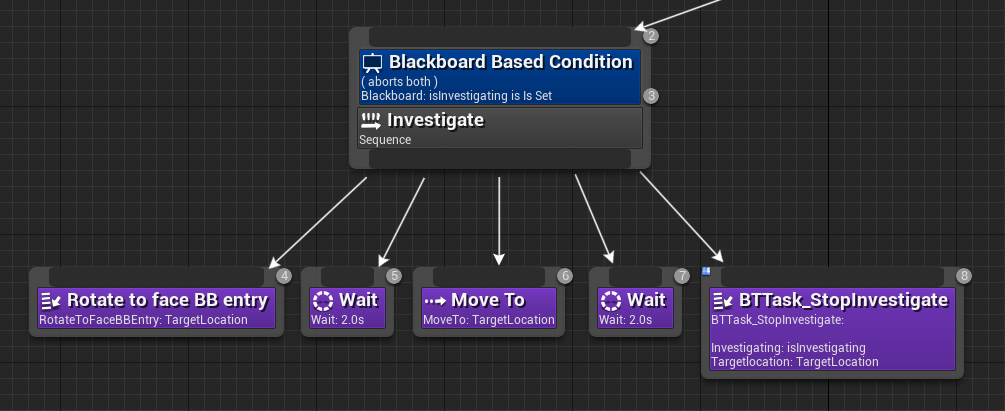 2
Blackboard Based Condition
( aborts both )
Blackboard: isInvestigating is Is Set
3
Investigate
Sequence
4
Rotate to face BB entry
RotateToFaceBBEntry: TargetLocation
5
Wait
Wait: 2.0s
6
Move To
MoveTo: TargetLocation
7
Wait
Wait: 2.0s
8
BTTask_StopInvestigate
BTTask_StopInvestigate:
Investigating: isInvestigating
Targetlocation: TargetLocation